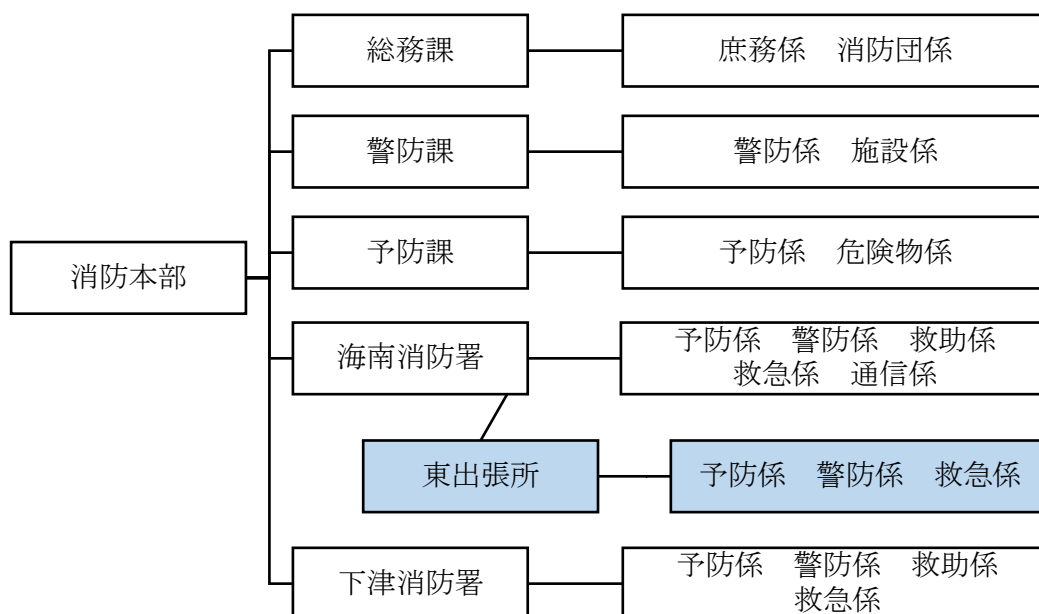 総務課
庶務係　消防団係
警防課
警防係　施設係
予防課
予防係　危険物係
消防本部
海南消防署
予防係　警防係　救助係
救急係　通信係
東出張所
予防係　警防係　救急係
下津消防署
予防係　警防係　救助係
救急係